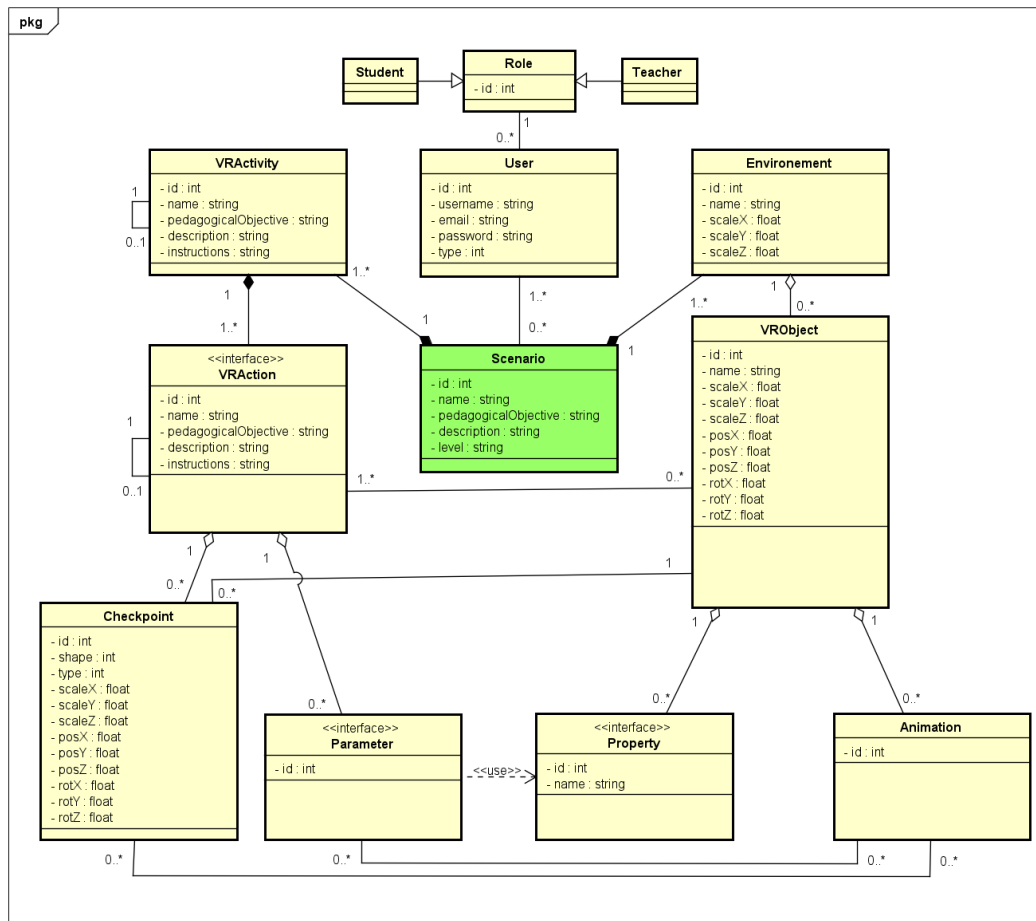 pkg
Student
Role
- id : int
Teacher
1
0..*
VRActivity
- id : int
- name : string
- pedagogicalObjective : string
- description : string
- instructions : string
1
0..1
User
- id : int
- username : string
- email : string
- password : string
- type : int
Environement
- id : int
- name : string
- scaleX : float
- scaleY : float
- scaleZ : float
1..*
1
1..*
1
1..*
0..*
1..*
1
1
0..*
<<interface>>
VRAction
- id : int
- name : string
- pedagogicalObjective : string
- description : string
- instructions : string
1
0..1
Scenario
- id : int
- name : string
- pedagogicalObjective : string
- description : string
- level : string
VRObject
- id : int
- name : string
- scaleX : float
- scaleY : float
- scaleZ : float
- posX : float
- posY : float
- posZ : float
- rotX : float
- rotY : float
- rotZ : float
1..*
0..*
1
1
0..*
0..*
1
Checkpoint
- id : int
- shape : int
- type : int
- scaleX : float
- scaleY : float
- scaleZ : float
- posX : float
- posY : float
- posZ : float
- rotX : float
- rotY : float
- rotZ : float
1
1
0..*
0..*
0..*
<<interface>>
Parameter
- id : int
<<use>>
<<interface>>
Property
- id : int
- name : string
Animation
- id : int
0..*
0..*
0..*
0..*